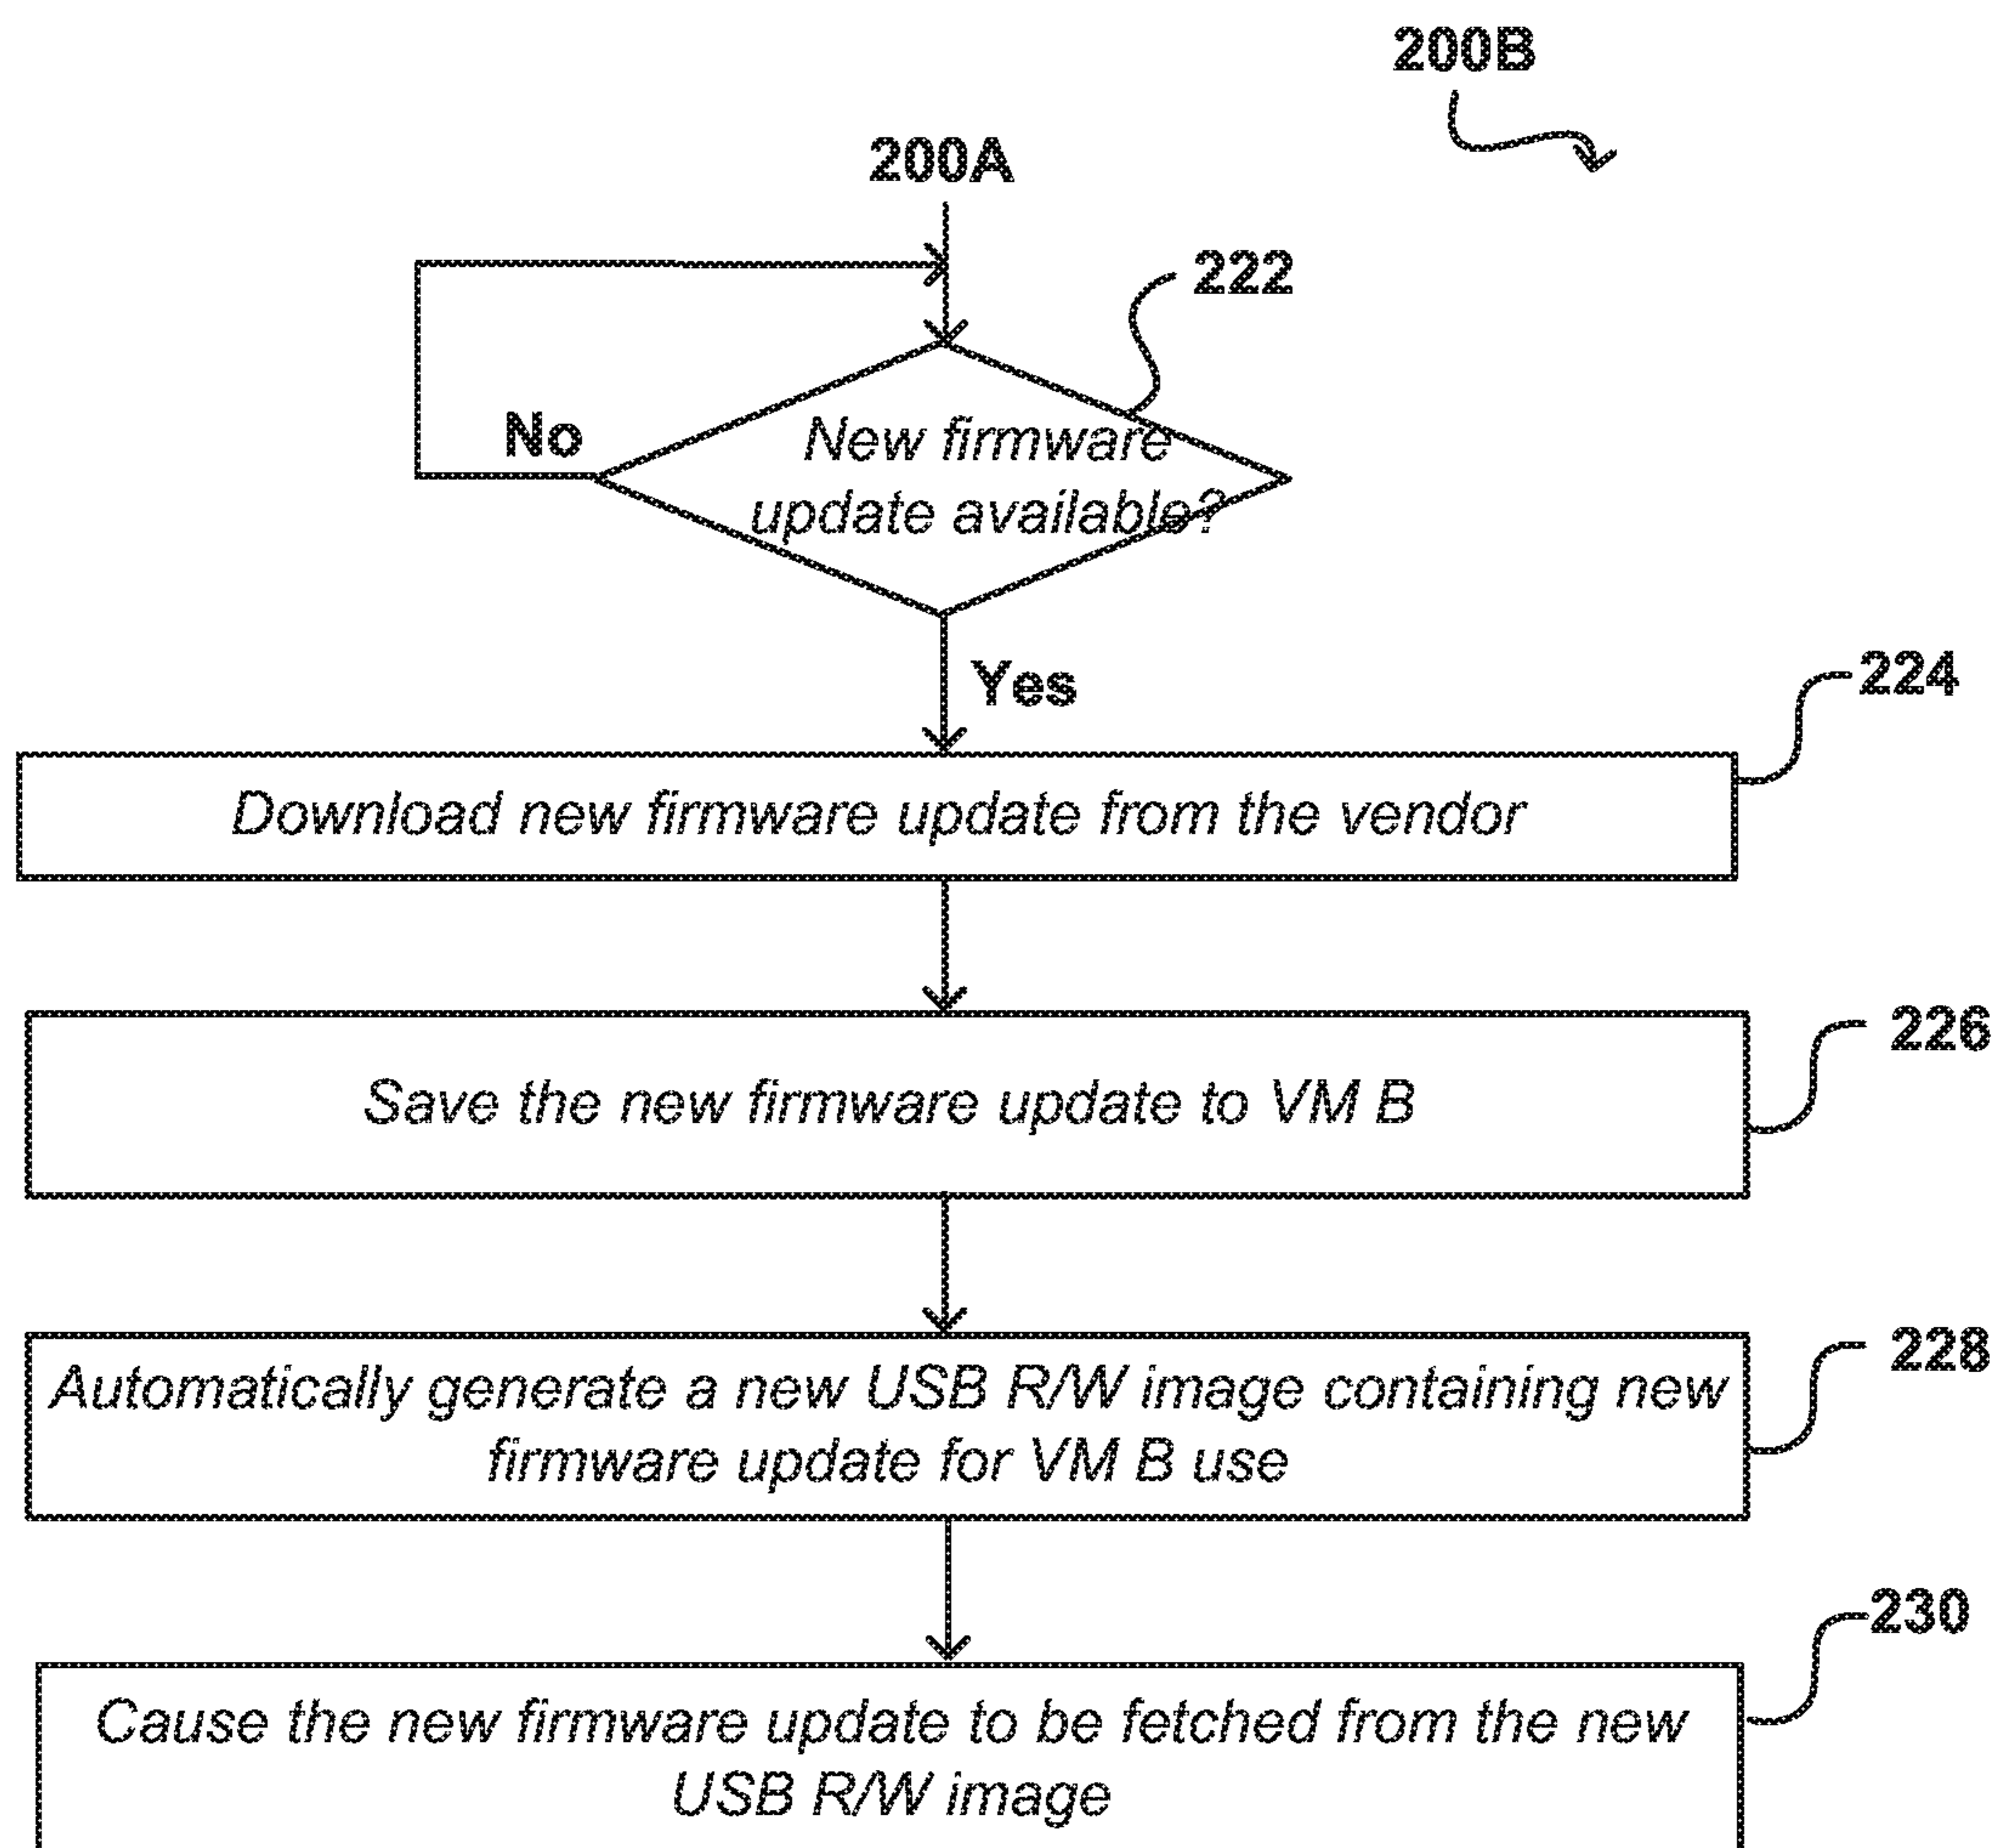 200B
200A
222
No
New firmware
update available?
Yes
224
Download new firmware update from the vendor
226
Save the new firmware update to VM B
228
Automatically generate a new USB R/W image containing new
firmware update for VM B use
230
Cause the new firmware update to be fetched from the new
USB R/W image